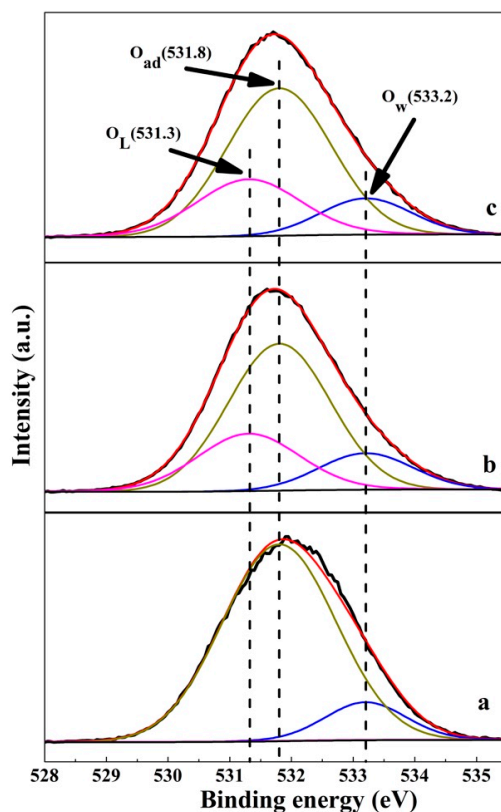 O_ad(531.8)
O_L(531.3)
O_w(533.2)
c
b
a
Intensity (a.u.)
528 529 530 531 532 533 534 535
Binding energy (eV)